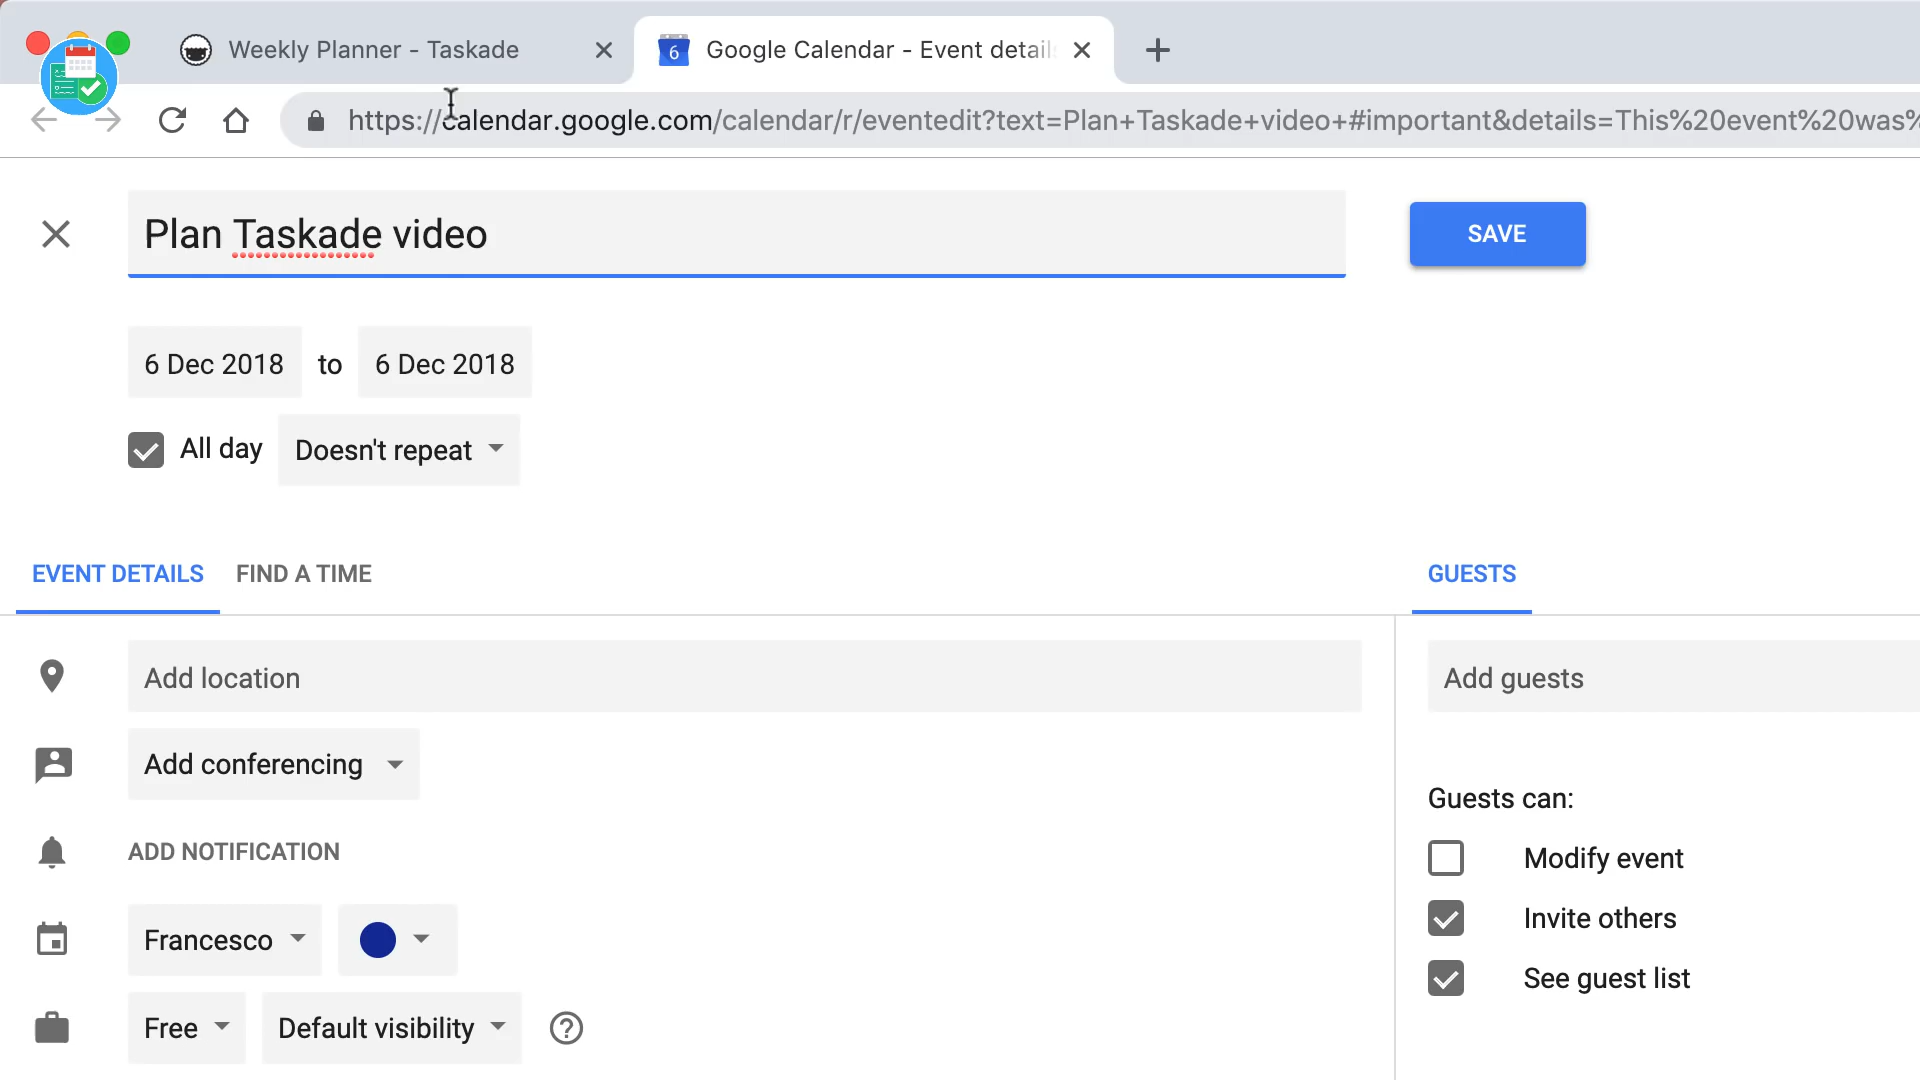 Weekly Planner - Taskade
Google Calendar - Event details
6
https://calendar.google.com/calendar/r/eventedit?text=Plan+Taskade+video+#important&details=This%20event%20was%
Plan Taskade video
SAVE
6 Dec 2018 to 6 Dec 2018
All day Doesn't repeat
EVENT DETAILS FIND A TIME
GUESTS
Add location
Add guests
Add conferencing
Guests can:
ADD NOTIFICATION
Modify event
Invite others
Francesco
See guest list
Free Default visibility ?